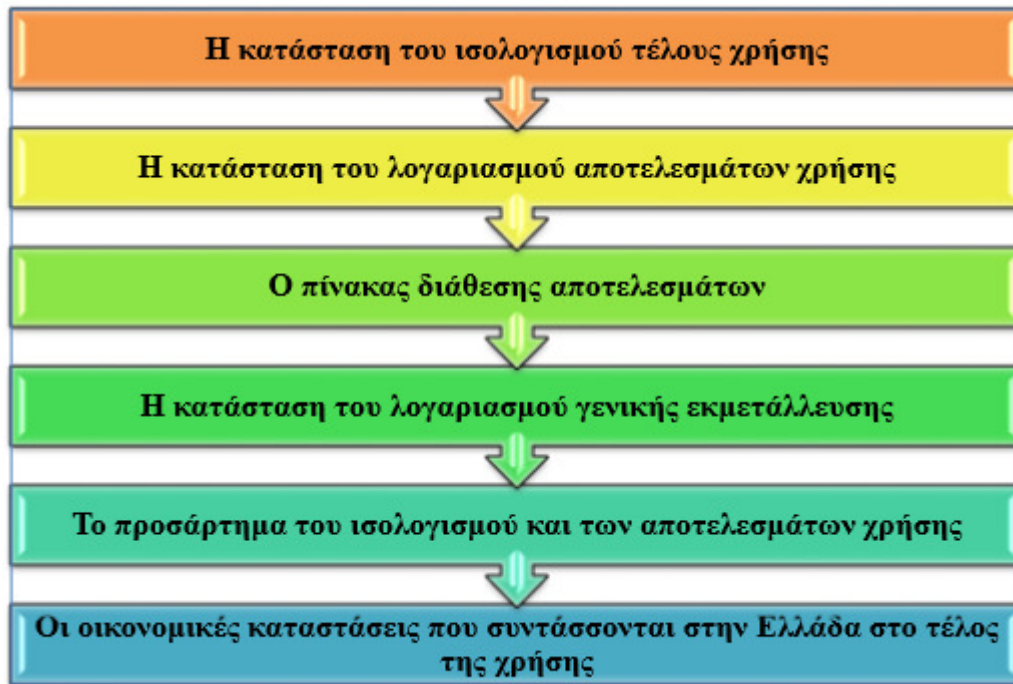 Η κατάσταση του ισολογισμού τέλους χρήσης
Η κατάσταση του λογαριασμού αποτελεσμάτων χρήσης
Ο πίνακας διάθεσης αποτελεσμάτων
Η κατάσταση του λογαριασμού γενικής εκμετάλλευσης
Το προσάρτημα του ισολογισμού και των αποτελεσμάτων χρήσης
Οι οικονομικές καταστάσεις που συντάσσονται στην Ελλάδα στο τέλος
της χρήσης